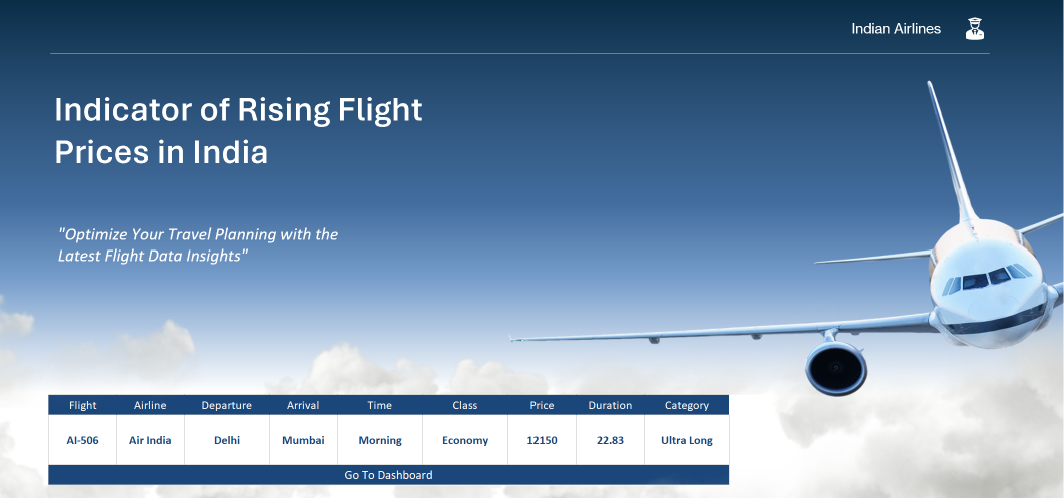 Indian Airlines
Indicator of Rising Flight
Prices in India
"Optimize Your Travel Planning with the
Latest Flight Data Insights"
Flight Airline Departure Arrival Time Class Price Duration Category
AI-506 Air India Delhi Mumbai Morning Economy 12150 22.83 Ultra Long
Go To Dashboard